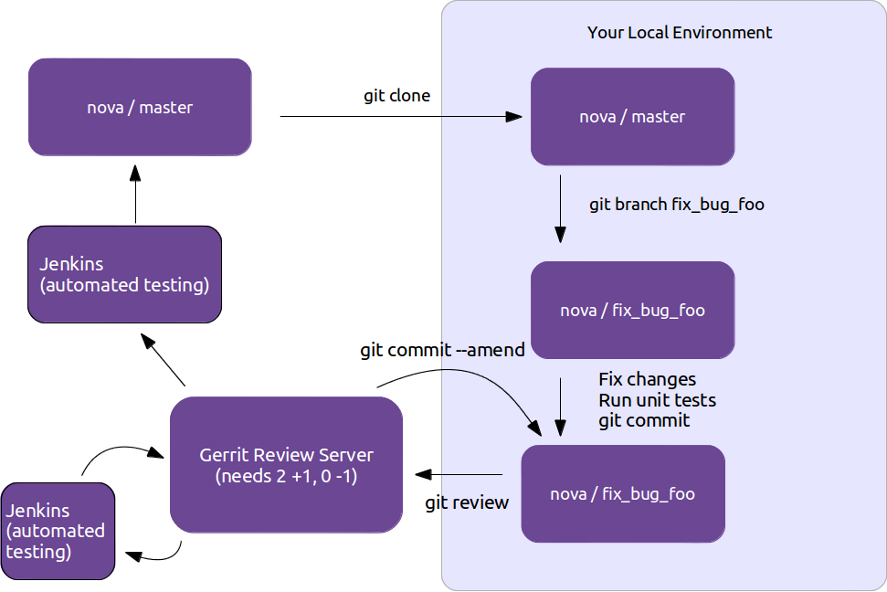 Your Local Environment
nova / master
git clone
nova / master
git branch fix_bug_foo
Jenkins
(automated testing)
nova / fix_bug_foo
git commit --amend
Fix changes
Run unit tests
git commit
Gerrit Review Server
(needs 2 +1, 0 -1)
nova / fix_bug_foo
git review
Jenkins
(automated
testing)